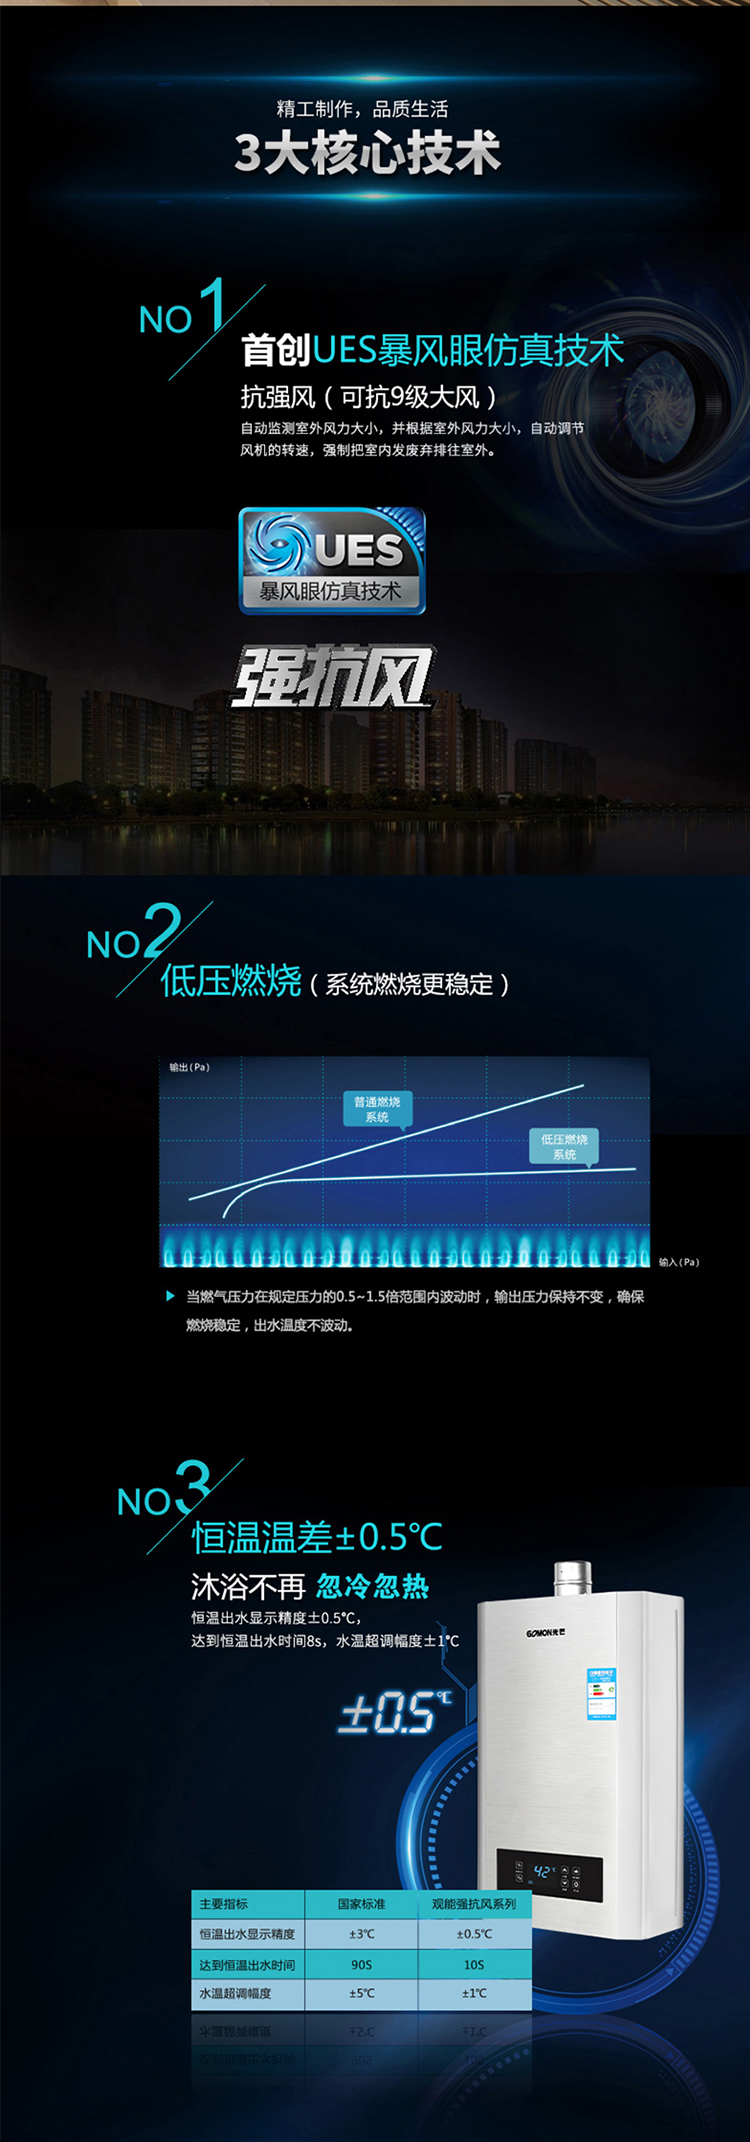 精工制作，品质生活
3大核心技术
NO 1
首创UES暴风眼仿真技术
抗强风（可抗9级大风）
自动监测室外风力大小，并根据室外风力大小，自动调节
风机的转速，强制把室内发废弃排往室外。
UES
暴风眼仿真技术
强抗风
NO 2
低压燃烧（系统燃烧更稳定）
输出(Pa)
普通燃烧
系统
低压燃烧
系统
输入(Pa)
当燃气压力在规定压力的0.5~1.5倍范围内波动时，输出压力保持不变，确保
燃烧稳定，出水温度不波动。
NO 3
恒温温差±0.5℃
沐浴不再 忽冷忽热
恒温出水显示精度±0.5℃，
达到恒温出水时间8s，水温超调幅度±1℃
GOMON光芒
±0.5℃
42℃
主要指标 国家标准 观能强抗风系列
恒温出水显示精度 ±3℃ ±0.5℃
达到恒温出水时间 90S 10S
水温超调幅度 ±5℃ ±1℃